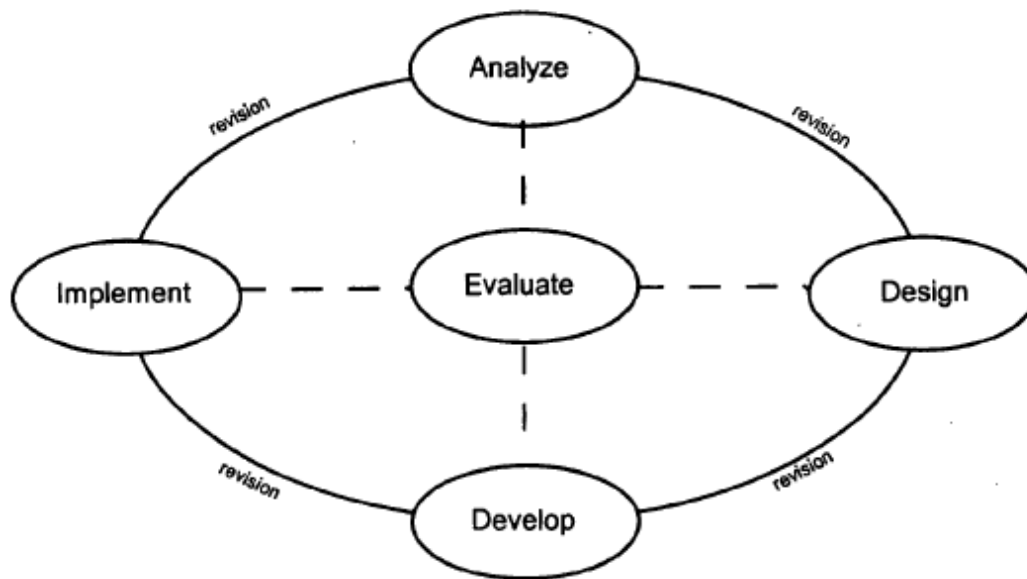 Analyze
revision
revision
Implement
Evaluate
Design
revision
revision
Develop